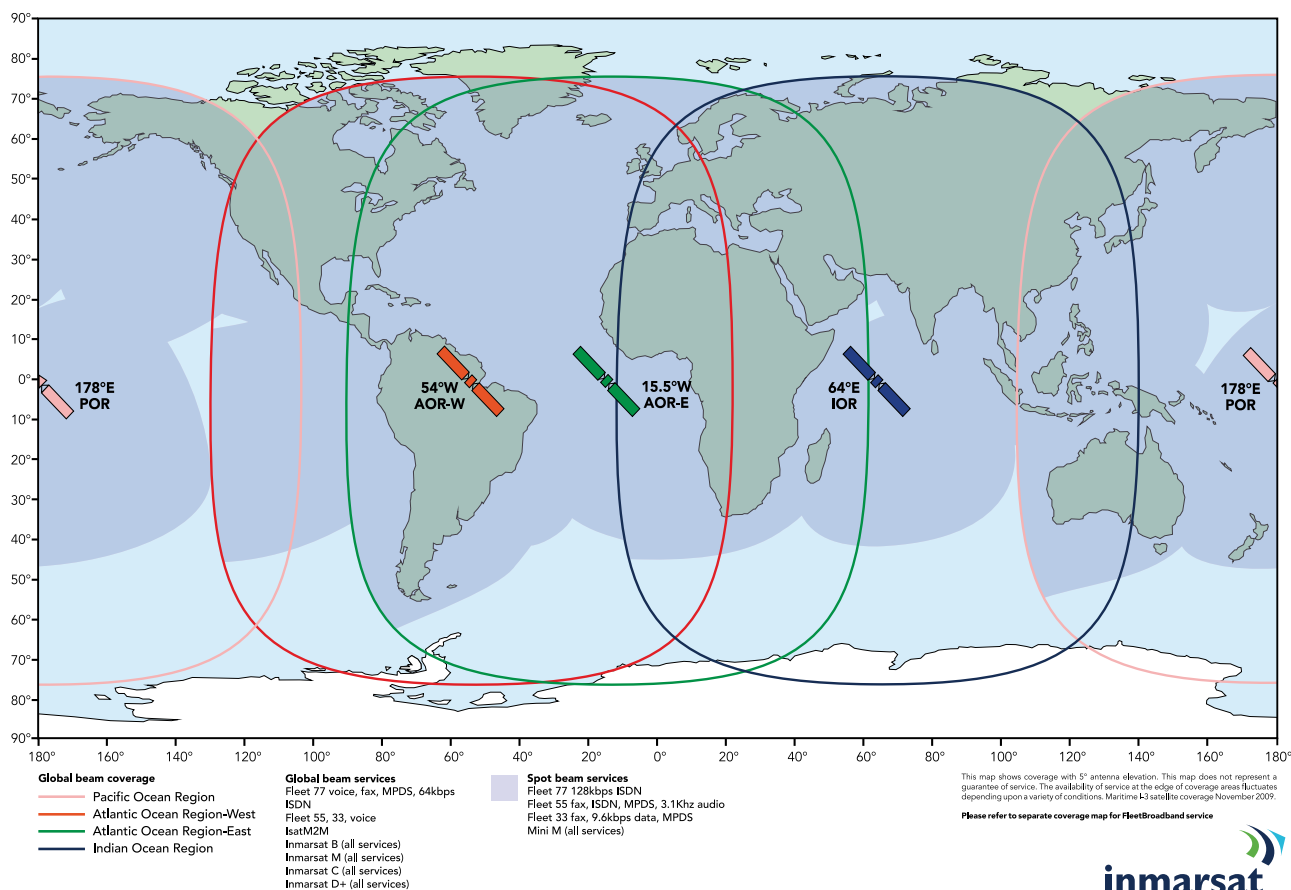 90°
80°
70°
60°
50°
40°
30°
20°
10°
0°
10°
20°
30°
40°
50°
60°
70°
80°
90°
178°E
POR
54°W
AOR-W
15.5°W
AOR-E
64°E
IOR
178°E
POR
180° 140° 120° 100° 80° 60° 40° 20° 0° 20° 40° 60° 80° 100° 120° 140° 160° 180°
Global beam coverage
Pacific Ocean Region
Atlantic Ocean Region-West
Atlantic Ocean Region-East
Indian Ocean Region
Global beam services
Fleet 77 voice, fax, MPDS, 64kbps
ISDN
Fleet 55, 33, voice
IsatM2M
Inmarsat B (all services)
Inmarsat M (all services)
Inmarsat C (all services)
Inmarsat D+ (all services)
Spot beam services
Fleet 77 128kbps ISDN
Fleet 55 fax, ISDN, MPDS, 3.1Khz audio
Fleet 33 fax, 9.6kbps data, MPDS
Mini M (all services)
This map shows coverage with 5° antenna elevation. This map does not represent a
guarantee of service. The availability of service at the edge of coverage areas fluctuates
depending upon a variety of conditions. Maritime I-3 satellite coverage November 2009.
Please refer to separate coverage map for FleetBroadband service
inmarsat